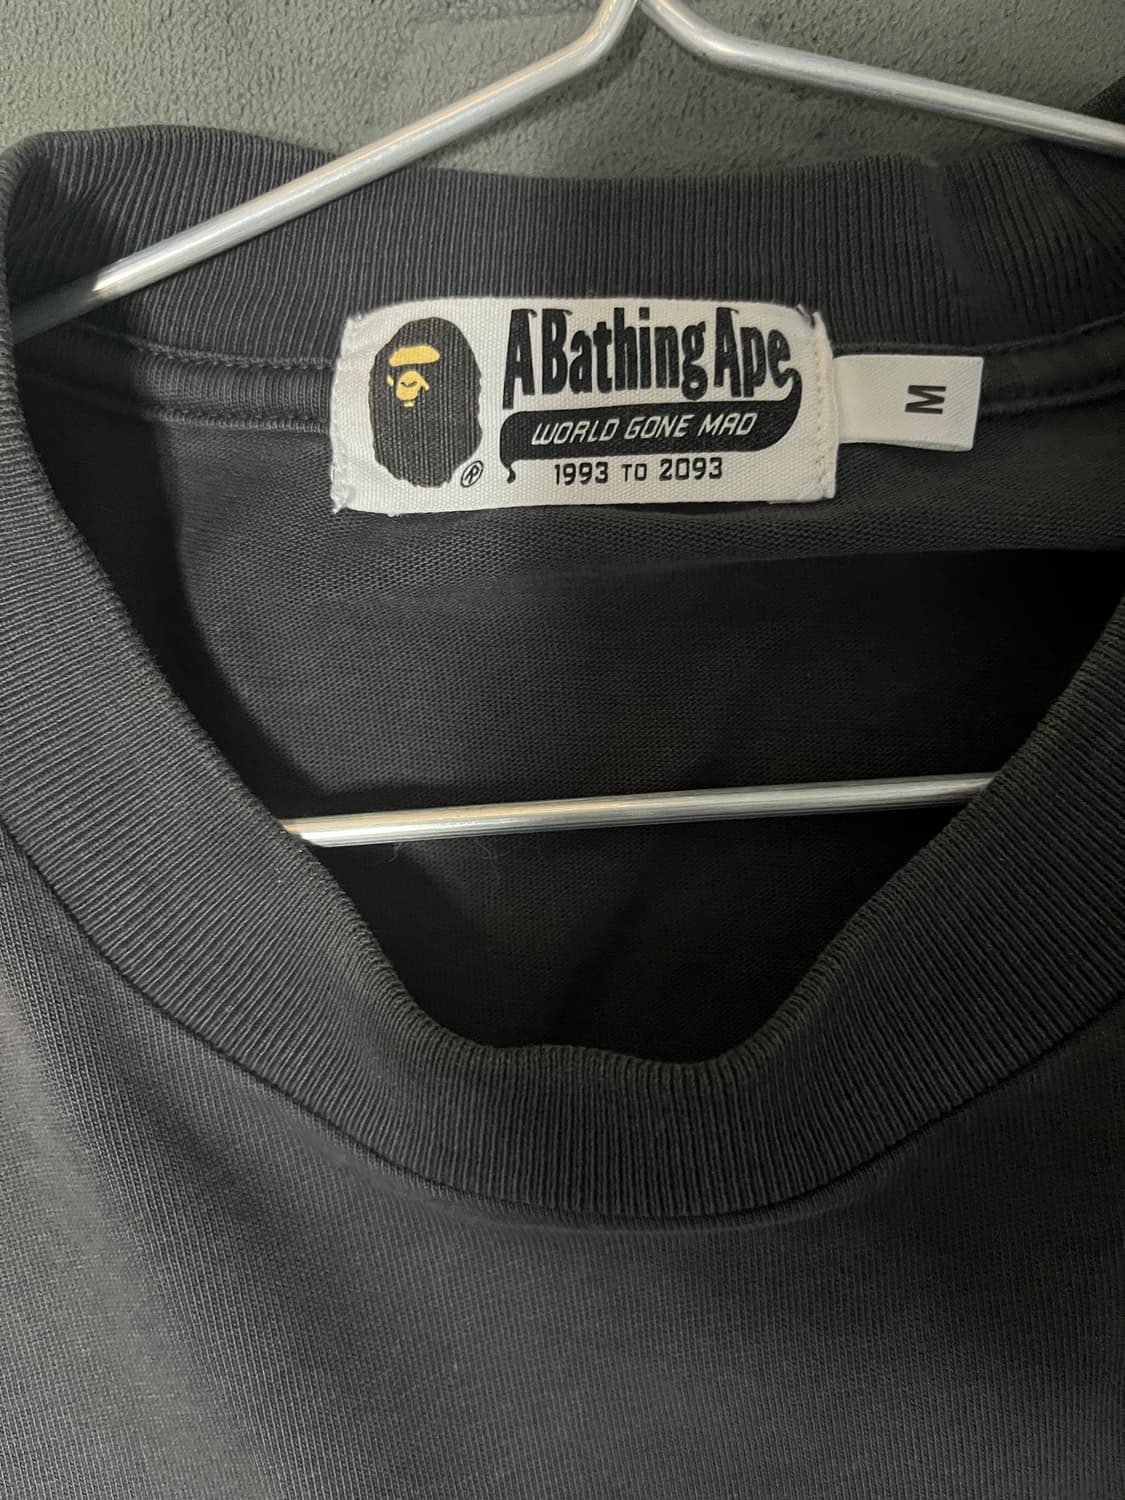 A Bathing Ape
WORLD GONE MAD
1993 TO 2093
®
M